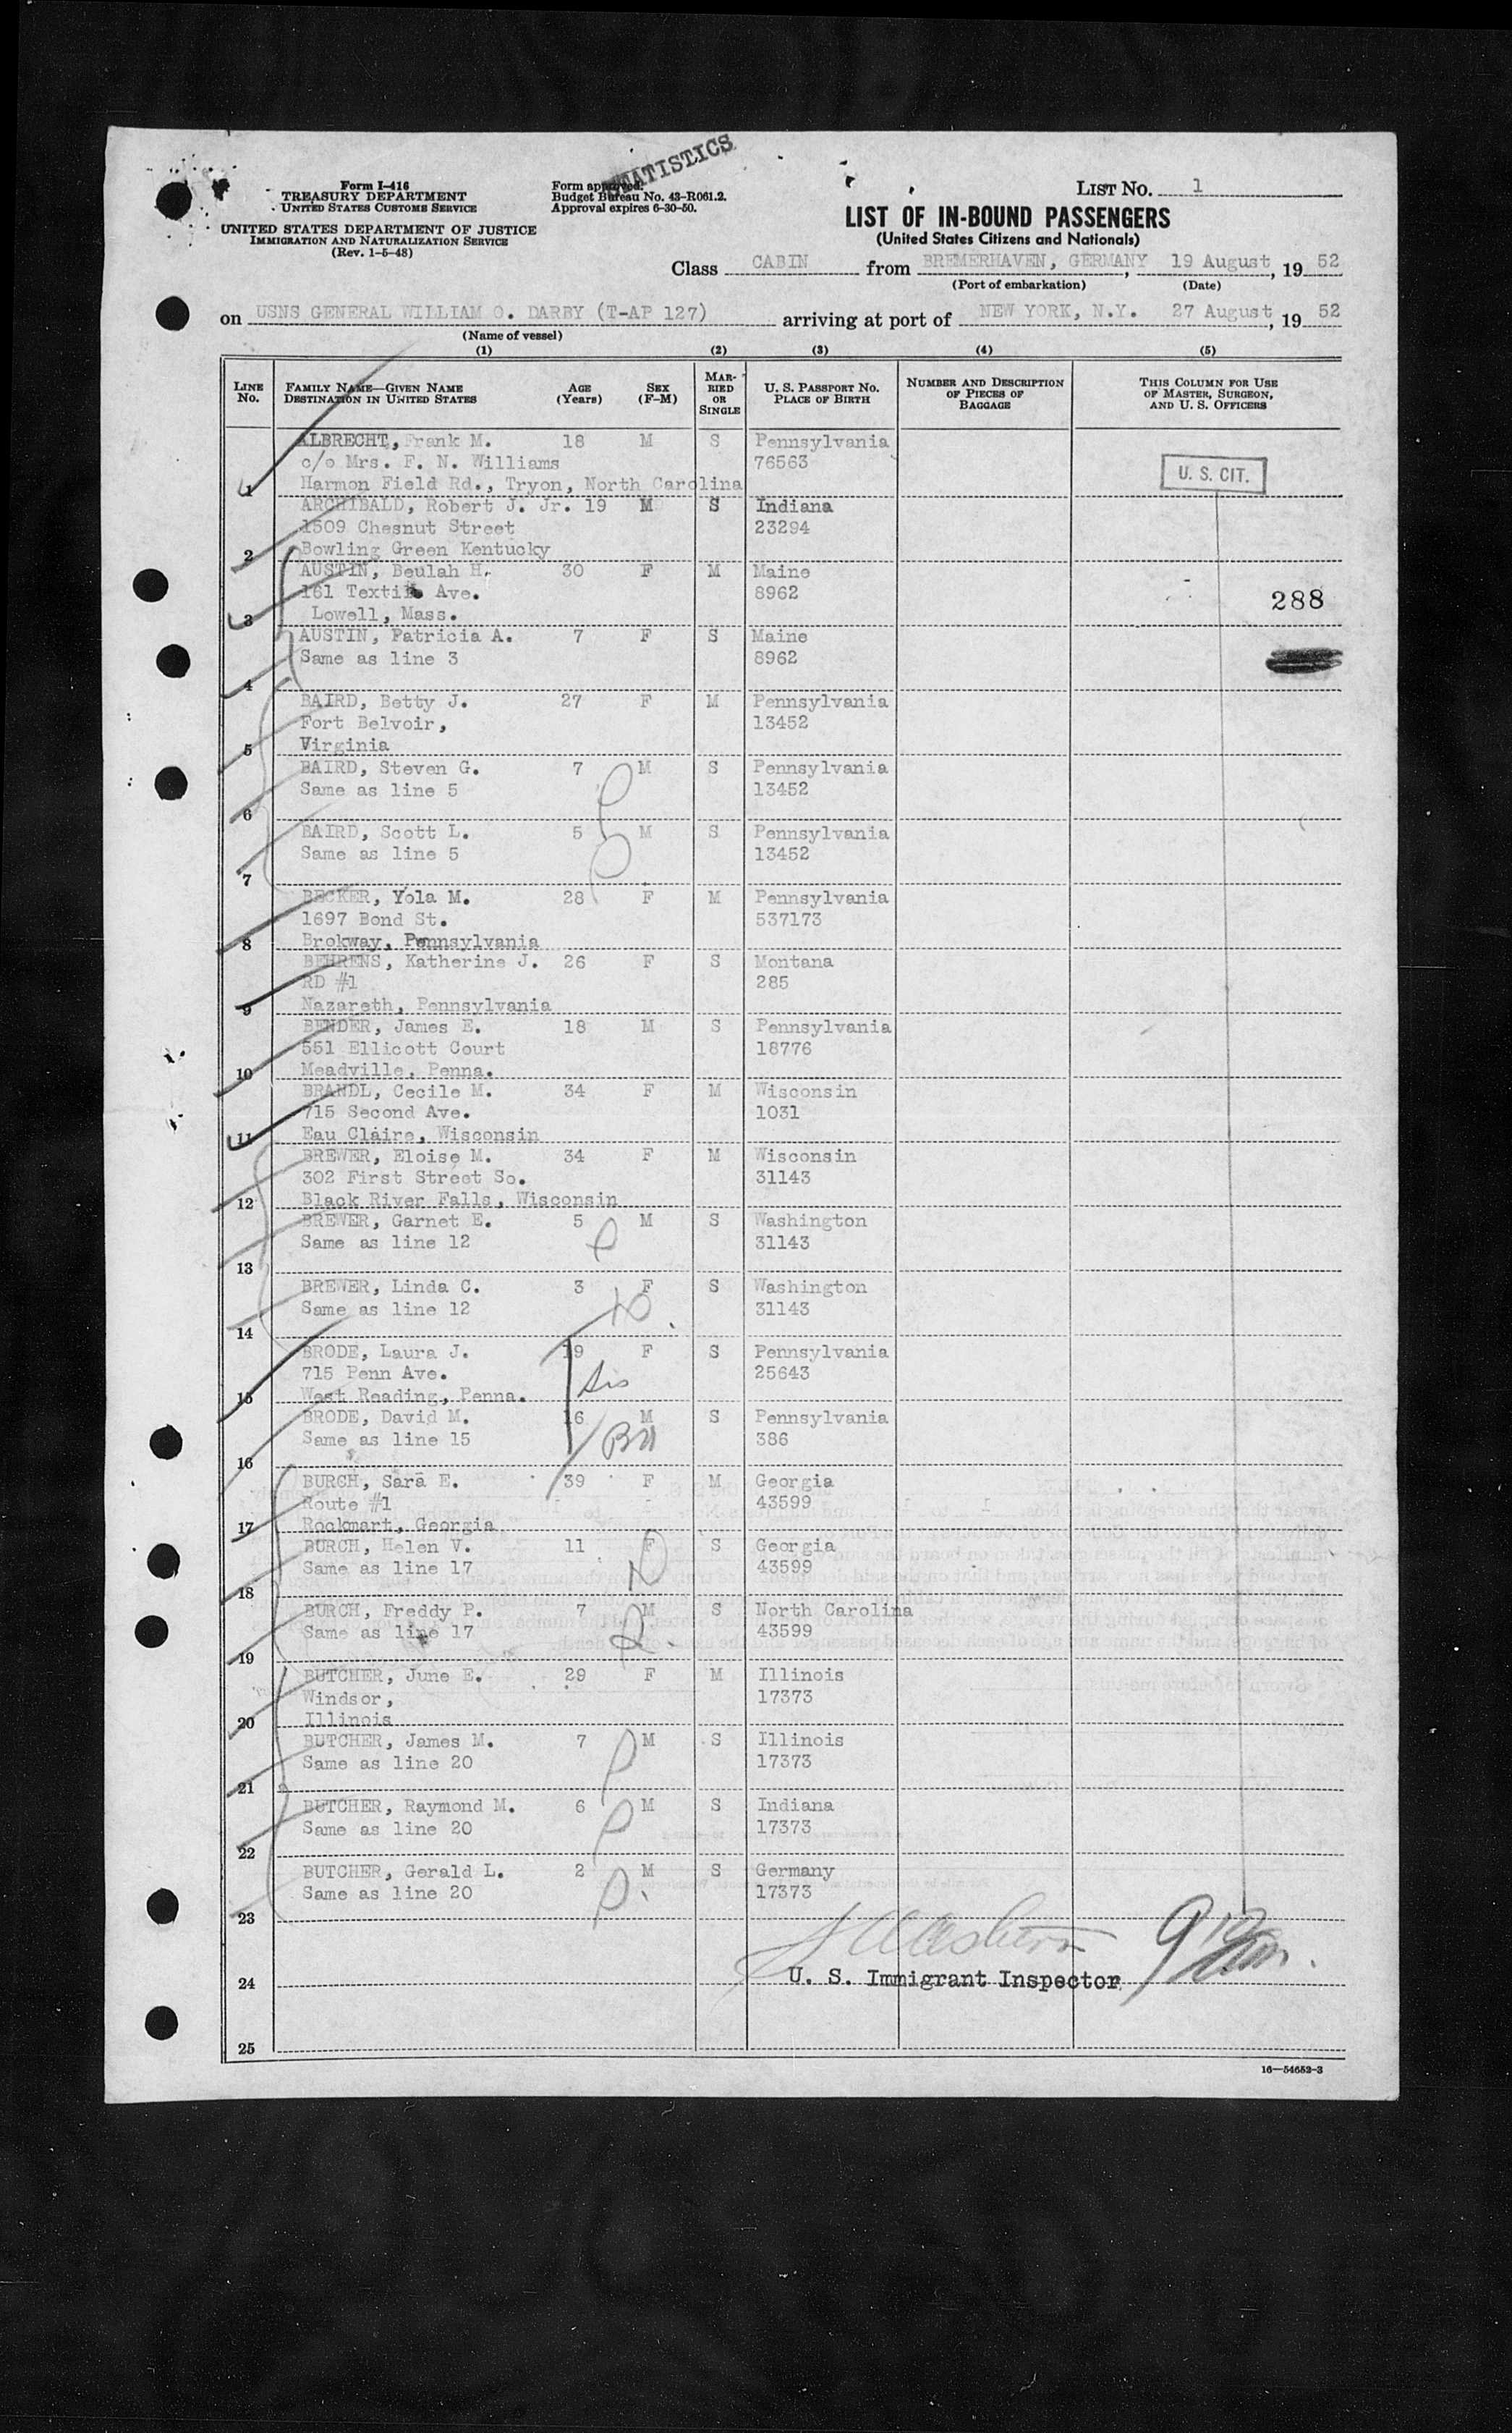 STATISTICS
Form I-416
TREASURY DEPARTMENT
UNITED STATES CUSTOMS SERVICE
UNITED STATES DEPARTMENT OF JUSTICE
IMMIGRATION AND NATURALIZATION SERVICE
(Rev. 1-5-48)
Form approved.
Budget Bureau No. 43-R061.2.
Approval expires 6-30-50.
LIST NO. 1
LIST OF IN-BOUND PASSENGERS
(United States Citizens and Nationals)
Class CABIN from BREMERHAVEN, GERMANY, 19 August, 19 52
(Port of embarkation) (Date)
on USNS GENERAL WILLIAM O. DARBY (T-AP 127) arriving at port of NEW YORK, N.Y. 27 August, 19 52
(Name of vessel)
(1) (2) (3) (4) (5)
LINE NO. FAMILY NAME—GIVEN NAME DESTINATION IN UNITED STATES AGE (Years) SEX (F-M) MARRIED OR SINGLE U. S. PASSPORT NO. PLACE OF BIRTH NUMBER AND DESCRIPTION OF PIECES OF BAGGAGE THIS COLUMN FOR USE OF MASTER, SURGEON, AND U. S. OFFICERS
ALBRECHT, Frank M. 18 M S Pennsylvania
c/o Mrs. F. N. Williams 76563 U. S. CIT.
1 Harmon Field Rd., Tryon, North Carolina
ARCHIBALD, Robert J. Jr. 19 M S Indiana
1509 Chesnut Street 23294
2 Bowling Green Kentucky
AUSTIN, Beulah H. 30 F M Maine
161 Textile Ave. 8962 288
3 Lowell, Mass.
AUSTIN, Patricia A. 7 F S Maine
Same as line 3 8962
4
BAIRD, Betty J. 27 F M Pennsylvania
Fort Belvoir, 13452
5 Virginia
BAIRD, Steven G. 7 M S Pennsylvania
Same as line 5 13452
6
BAIRD, Scott L. 5 M S Pennsylvania
Same as line 5 13452
7
BECKER, Yola M. 28 F M Pennsylvania
1697 Bond St. 537173
8 Brokway, Pennsylvania
BEHRENS, Katherine J. 26 F S Montana
RD #1 285
9 Nazareth, Pennsylvania
BENDER, James E. 18 M S Pennsylvania
551 Ellicott Court 18776
10 Meadville, Penna.
BRANDL, Cecile M. 34 F M Wisconsin
715 Second Ave. 1031
11 Eau Claire, Wisconsin
BREWER, Eloise M. 34 F M Wisconsin
302 First Street So. 31143
12 Black River Falls, Wisconsin
BREWER, Garnet E. 5 M S Washington
Same as line 12 31143
13
BREWER, Linda C. 3 F S Washington
Same as line 12 31143
14
BRODE, Laura J. 19 F S Pennsylvania
715 Penn Ave. Sis 25643
15 West Reading, Penna.
BRODE, David M. 16 M S Pennsylvania
Same as line 15 386
16
BURCH, Sara E. 39 F M Georgia
Route #1 43599
17 Rockmart, Georgia
BURCH, Helen V. 11 F S Georgia
Same as line 17 43599
18
BURCH, Freddy P. 7 M S North Carolina
Same as line 17 43599
19
BUTCHER, June E. 29 F M Illinois
Windsor, 17373
20 Illinois
BUTCHER, James M. 7 M S Illinois
Same as line 20 17373
21
BUTCHER, Raymond M. 6 M S Indiana
Same as line 20 17373
22
BUTCHER, Gerald L. 2 M S Germany
Same as line 20 17373
23
24 U. S. Immigrant Inspector
25
16—54652-3